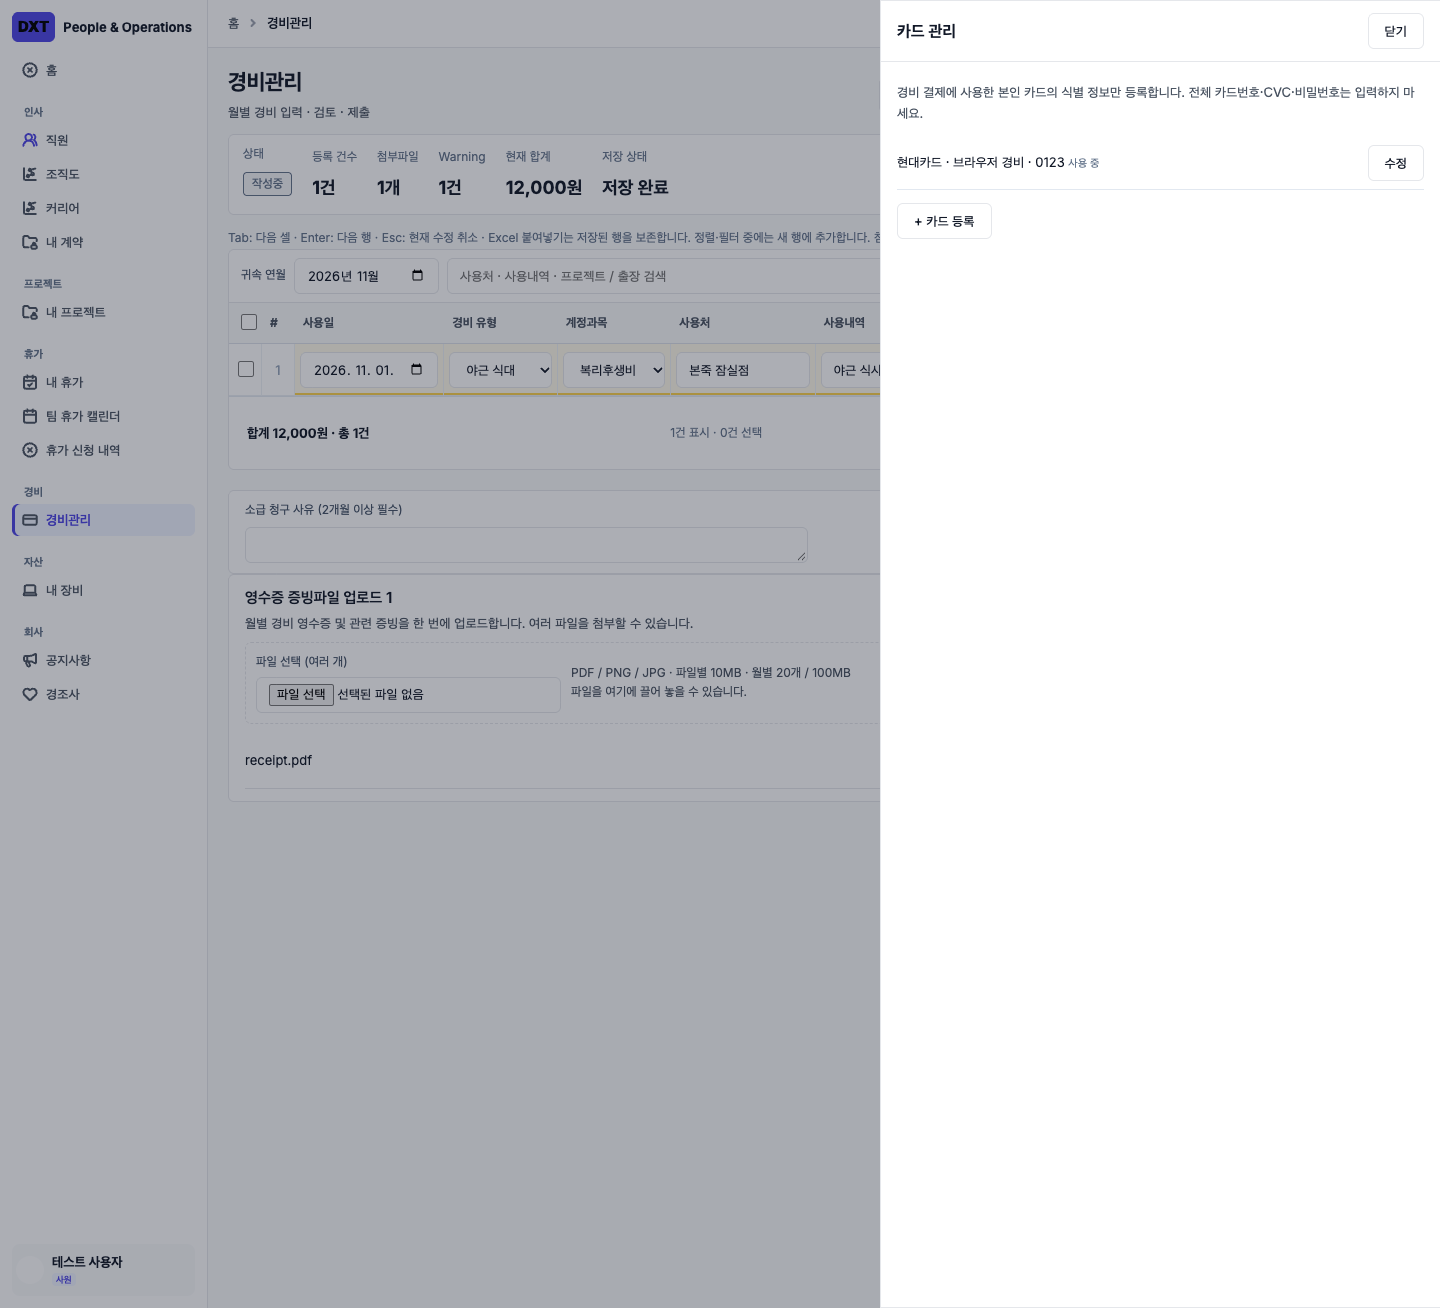 DXT People & Operations
홈
인사
직원
조직도
커리어
내 계약
프로젝트
내 프로젝트
휴가
내 휴가
팀 휴가 캘린더
휴가 신청 내역
경비
경비관리
자산
내 장비
회사
공지사항
경조사
테스트 사용자
사원
홈 > 경비관리
경비관리
월별 경비 입력 · 검토 · 제출
상태 등록 건수 첨부파일 Warning 현재 합계 저장 상태
작성중 1건 1개 1건 12,000원 저장 완료
Tab: 다음 셀 · Enter: 다음 행 · Esc: 현재 수정 취소 · Excel 붙여넣기는 저장된 행을 보존합니다. 정렬·필터 중에는 새 행에 추가합니다.
귀속 연월 2026년 11월 사용처 · 사용내역 · 프로젝트 / 출장 검색
# 사용일 경비 유형 계정과목 사용처 사용내역
1 2026. 11. 01. 야근 식대 복리후생비 본죽 잠실점 야근 식사
합계 12,000원 · 총 1건 1건 표시 · 0건 선택
소급 청구 사유 (2개월 이상 필수)
영수증 증빙파일 업로드 1
월별 경비 영수증 및 관련 증빙을 한 번에 업로드합니다. 여러 파일을 첨부할 수 있습니다.
파일 선택 (여러 개)
파일 선택 선택된 파일 없음
PDF / PNG / JPG · 파일별 10MB · 월별 20개 / 100MB
파일을 여기에 끌어 놓을 수 있습니다.
receipt.pdf
카드 관리
닫기
경비 결제에 사용한 본인 카드의 식별 정보만 등록합니다. 전체 카드번호·CVC·비밀번호는 입력하지 마
세요.
현대카드 · 브라우저 경비 · 0123 사용 중
수정
+ 카드 등록